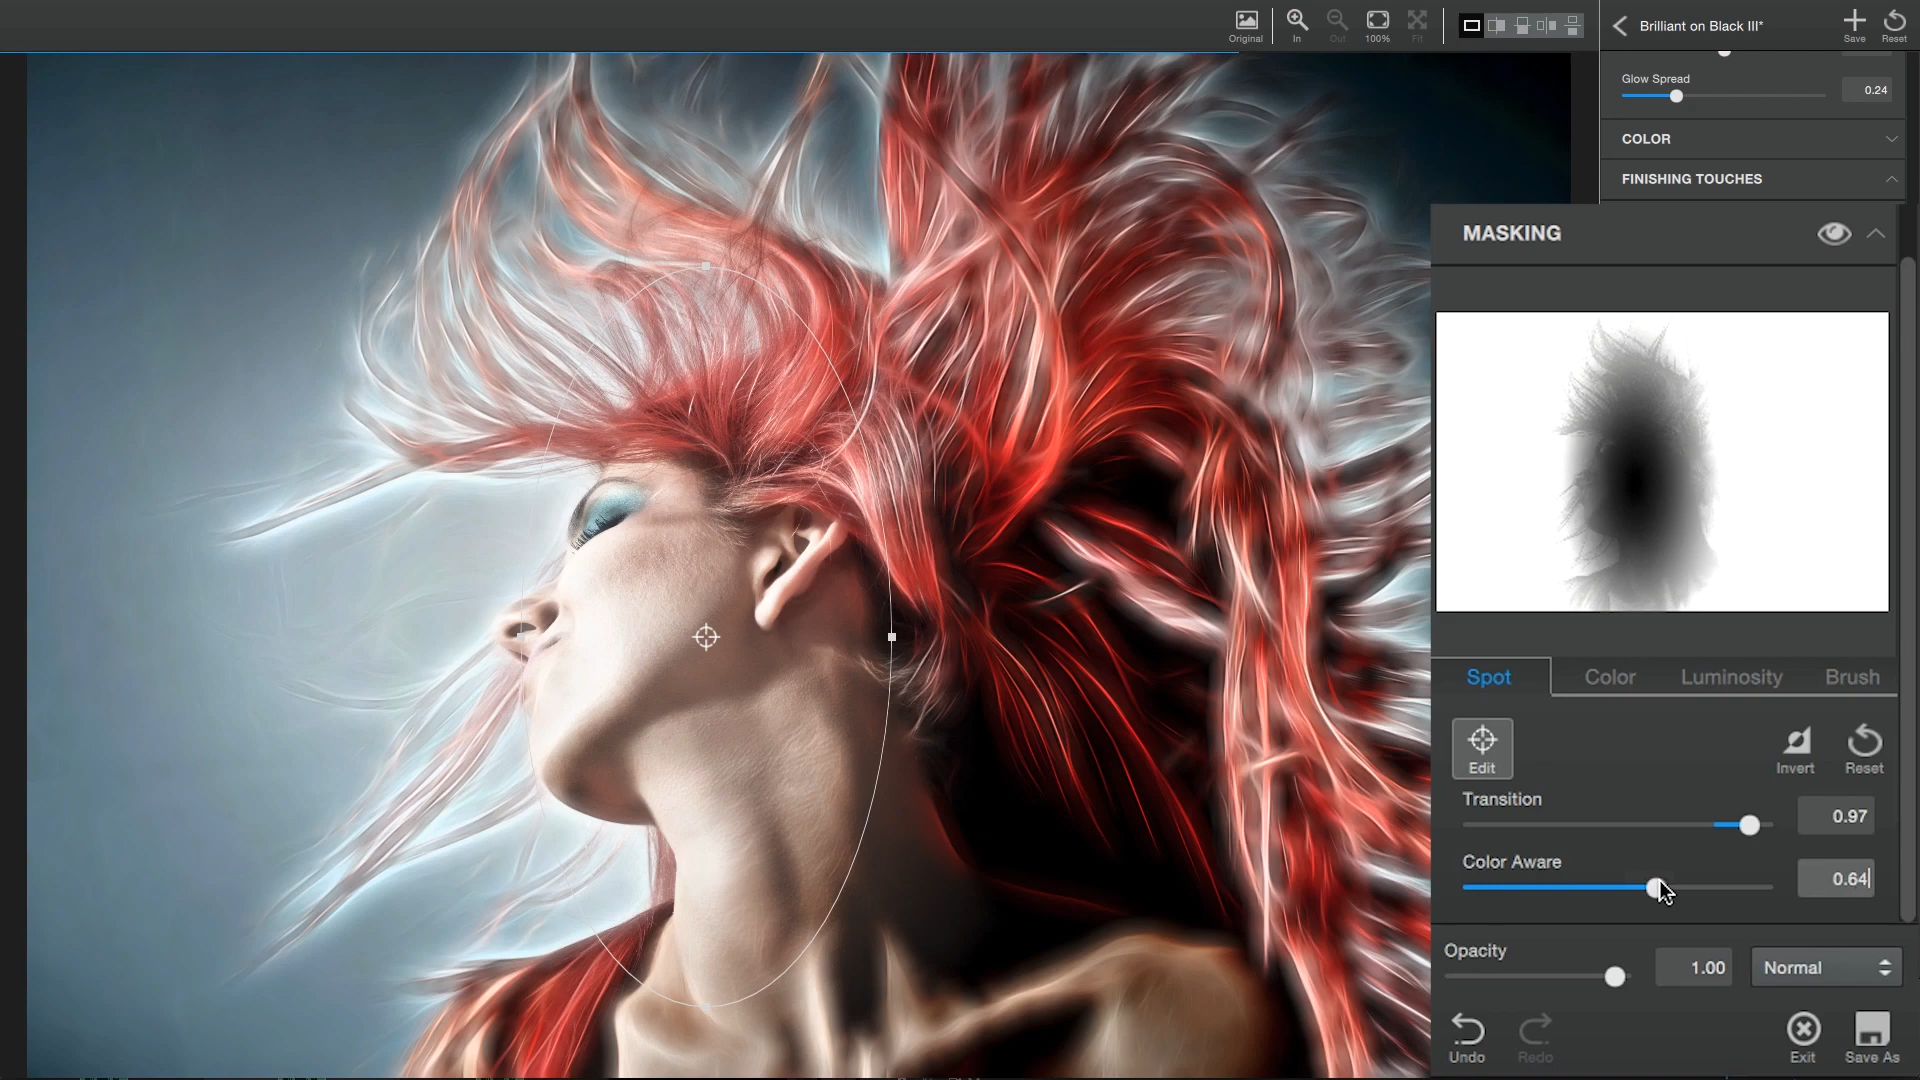 Original
In
Out
100%
Fit
Brilliant on Black III*
Save
Reset
Glow Spread
0.24
COLOR
FINISHING TOUCHES
MASKING
Spot
Color
Luminosity
Brush
Edit
Invert
Reset
Transition
0.97
Color Aware
0.64
Opacity
1.00
Normal
Undo
Redo
Exit
Save As